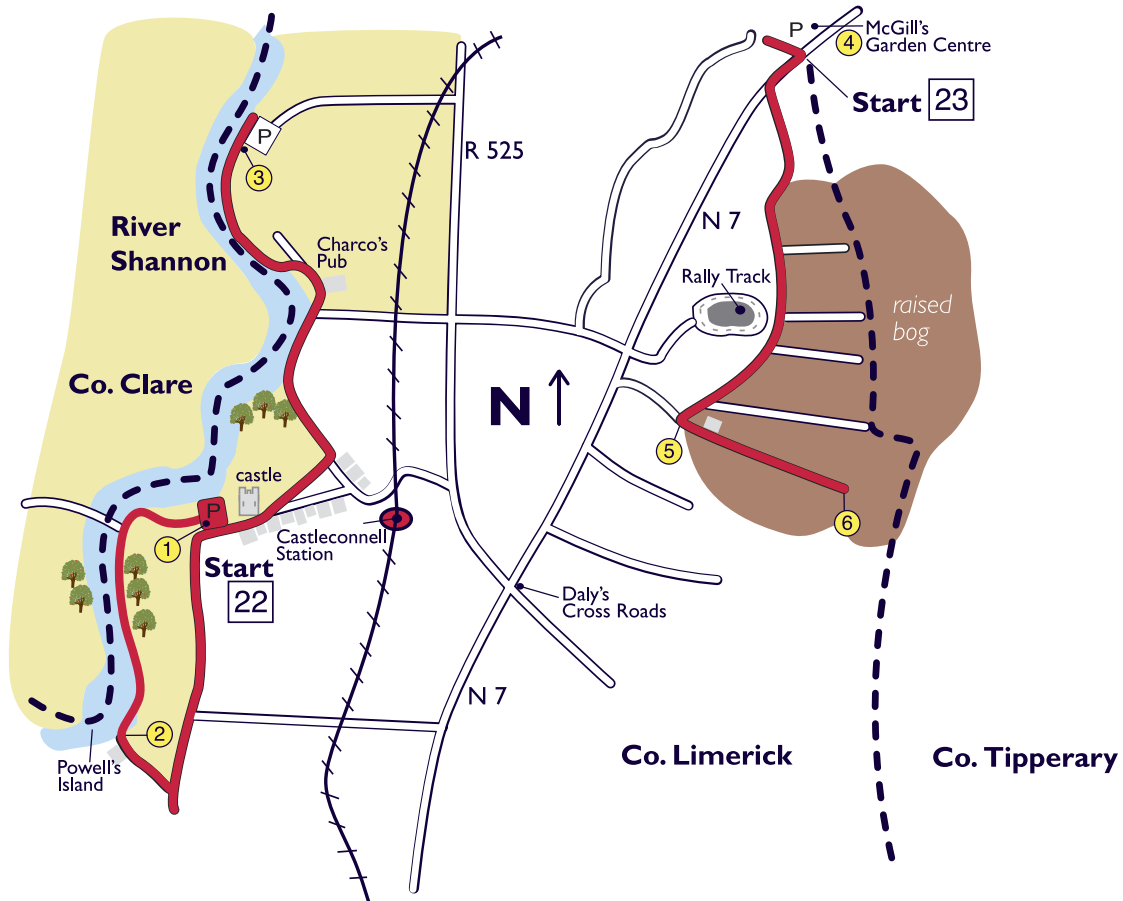 P
McGill's
Garden Centre
4
Start 23
P
3
R 525
River
Shannon
Charco's
Pub
N 7
Rally Track
raised
bog
Co. Clare
N
castle
5
P
1
6
Castleconnell
Station
Start
22
Daly's
Cross Roads
N 7
2
Powell's
Island
Co. Limerick
Co. Tipperary